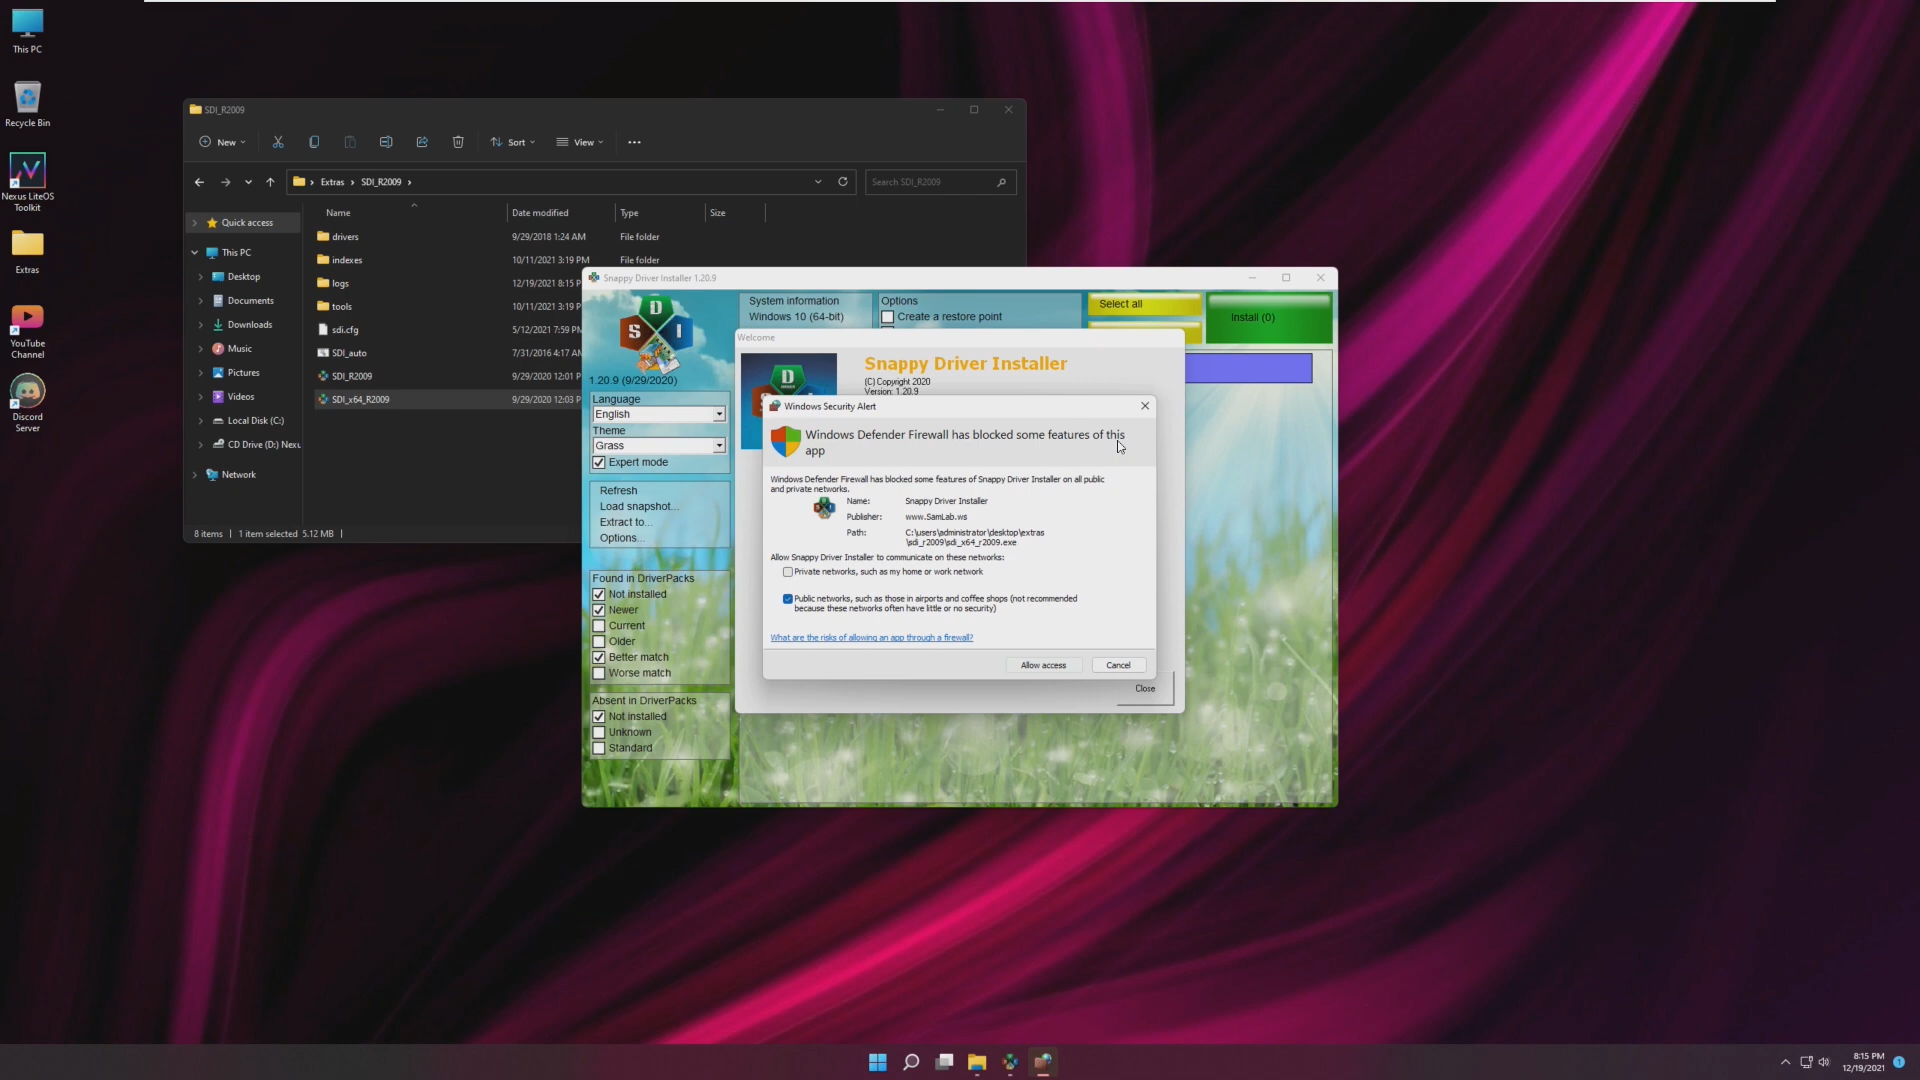 This PC
Recycle Bin
Nexus LiteOS
Toolkit
Extras
YouTube
Channel
Discord
Server
SDI_R2009
New
Sort
View
Extras
SDI_R2009
Search SDI_R2009
Name
Date modified
Type
Size
Quick access
This PC
Desktop
Documents
Downloads
Music
Pictures
Videos
Local Disk (C:)
CD Drive (D:) Nexu
Network
drivers 9/29/2018 1:24 AM File folder
indexes 10/11/2021 3:19 PM File folder
logs 12/19/2021 8:15 P
tools 10/11/2021 3:19 P
sdi.cfg 5/12/2021 7:59 PM
SDI_auto 7/31/2016 4:17 AM
SDI_R2009 9/29/2020 12:01 P
SDI_x64_R2009 9/29/2020 12:03 P
8 items
1 item selected 5.12 MB
Snappy Driver Installer 1.20.9
D
S I
1.20.9 (9/29/2020)
Language
English
Theme
Grass
Expert mode
Refresh
Load snapshot...
Extract to...
Options...
Found in DriverPacks
Not installed
Newer
Current
Older
Better match
Worse match
Absent in DriverPacks
Not installed
Unknown
Standard
System information
Windows 10 (64-bit)
Options
Create a restore point
Select all
Install (0)
Welcome
D
S
Snappy Driver Installer
(C) Copyright 2020
Version: 1.20.9
Windows Security Alert
Windows Defender Firewall has blocked some features of this
app
Windows Defender Firewall has blocked some features of Snappy Driver Installer on all public
and private networks.
Name: Snappy Driver Installer
Publisher: www.SamLab.ws
Path: C:\users\administrator\desktop\extras
\sdi_r2009\sdi_x64_r2009.exe
Allow Snappy Driver Installer to communicate on these networks:
Private networks, such as my home or work network
Public networks, such as those in airports and coffee shops (not recommended
because these networks often have little or no security)
What are the risks of allowing an app through a firewall?
Allow access
Cancel
Close
8:15 PM
12/19/2021
1